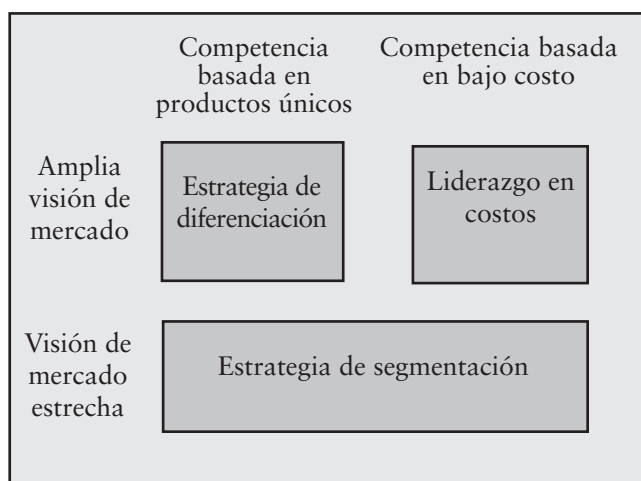 Competencia
basada en
productos únicos
Competencia basada
en bajo costo
Amplia
visión de
mercado
Estrategia de
diferenciación
Liderazgo en
costos
Visión de
mercado
estrecha
Estrategia de segmentación